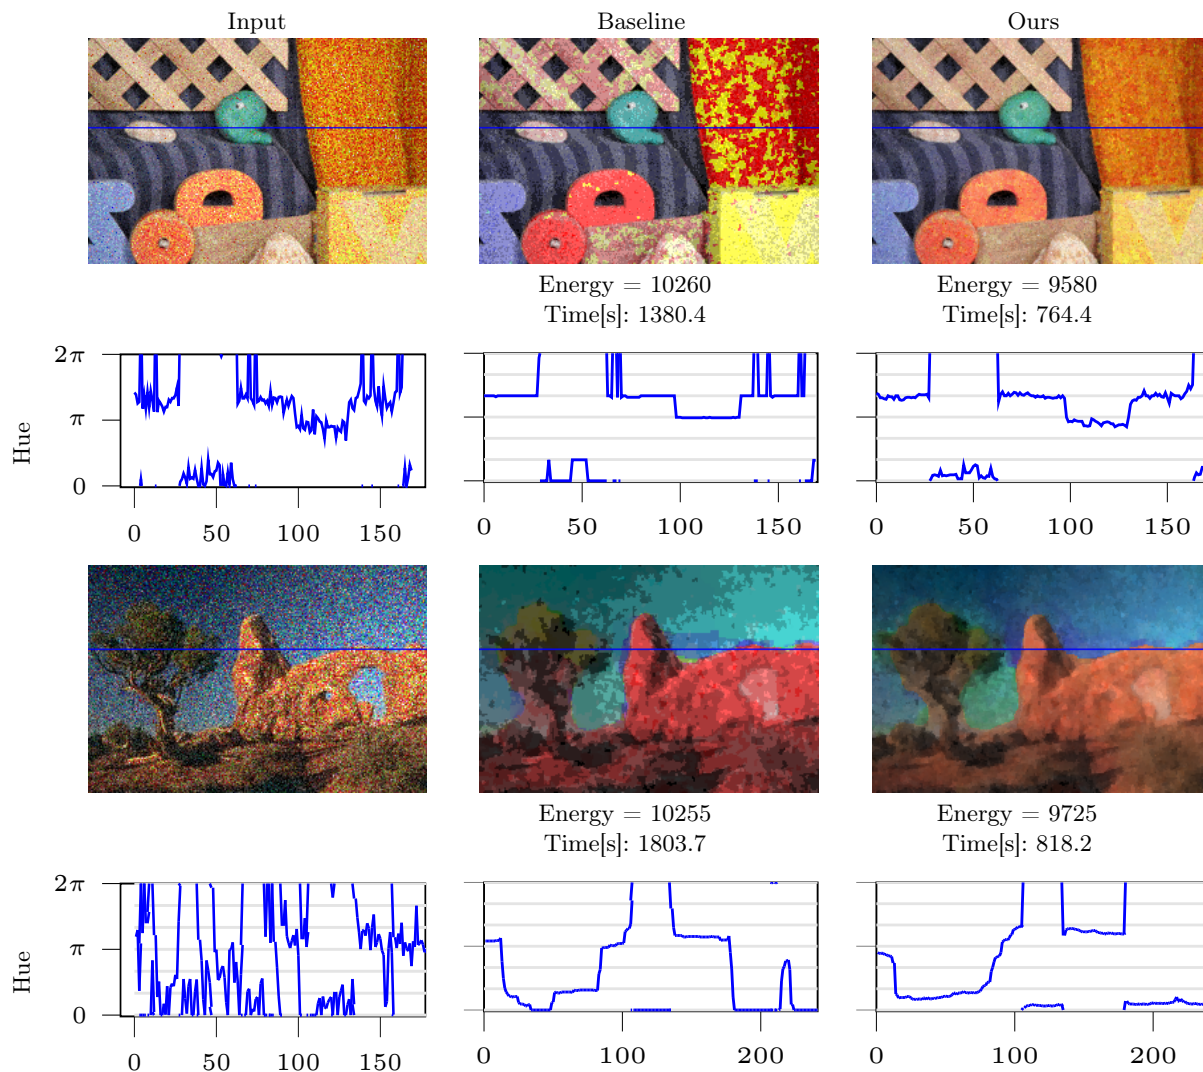 Input Baseline Ours
Energy = 10260 Energy = 9580
Time[s]: 1380.4 Time[s]: 764.4
2π
π
0
Hue
0 50 100 150 0 50 100 150 0 50 100 150
Energy = 10255 Energy = 9725
Time[s]: 1803.7 Time[s]: 818.2
2π
π
0
Hue
0 50 100 150 0 100 200 0 100 200